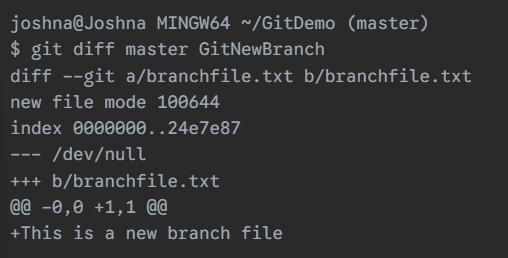 joshna@Joshna MINGW64 ~/GitDemo (master)
$ git diff master GitNewBranch
diff --git a/branchfile.txt b/branchfile.txt
new file mode 100644
index 0000000..24e7e87
--- /dev/null
+++ b/branchfile.txt
@@ -0,0 +1,1 @@
+This is a new branch file